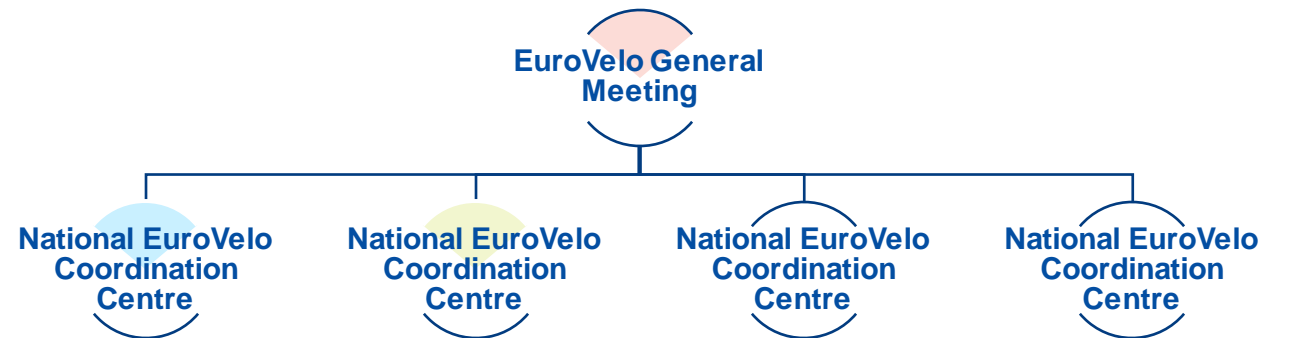 EuroVelo General
Meeting
National EuroVelo
Coordination
Centre
National EuroVelo
Coordination
Centre
National EuroVelo
Coordination
Centre
National EuroVelo
Coordination
Centre